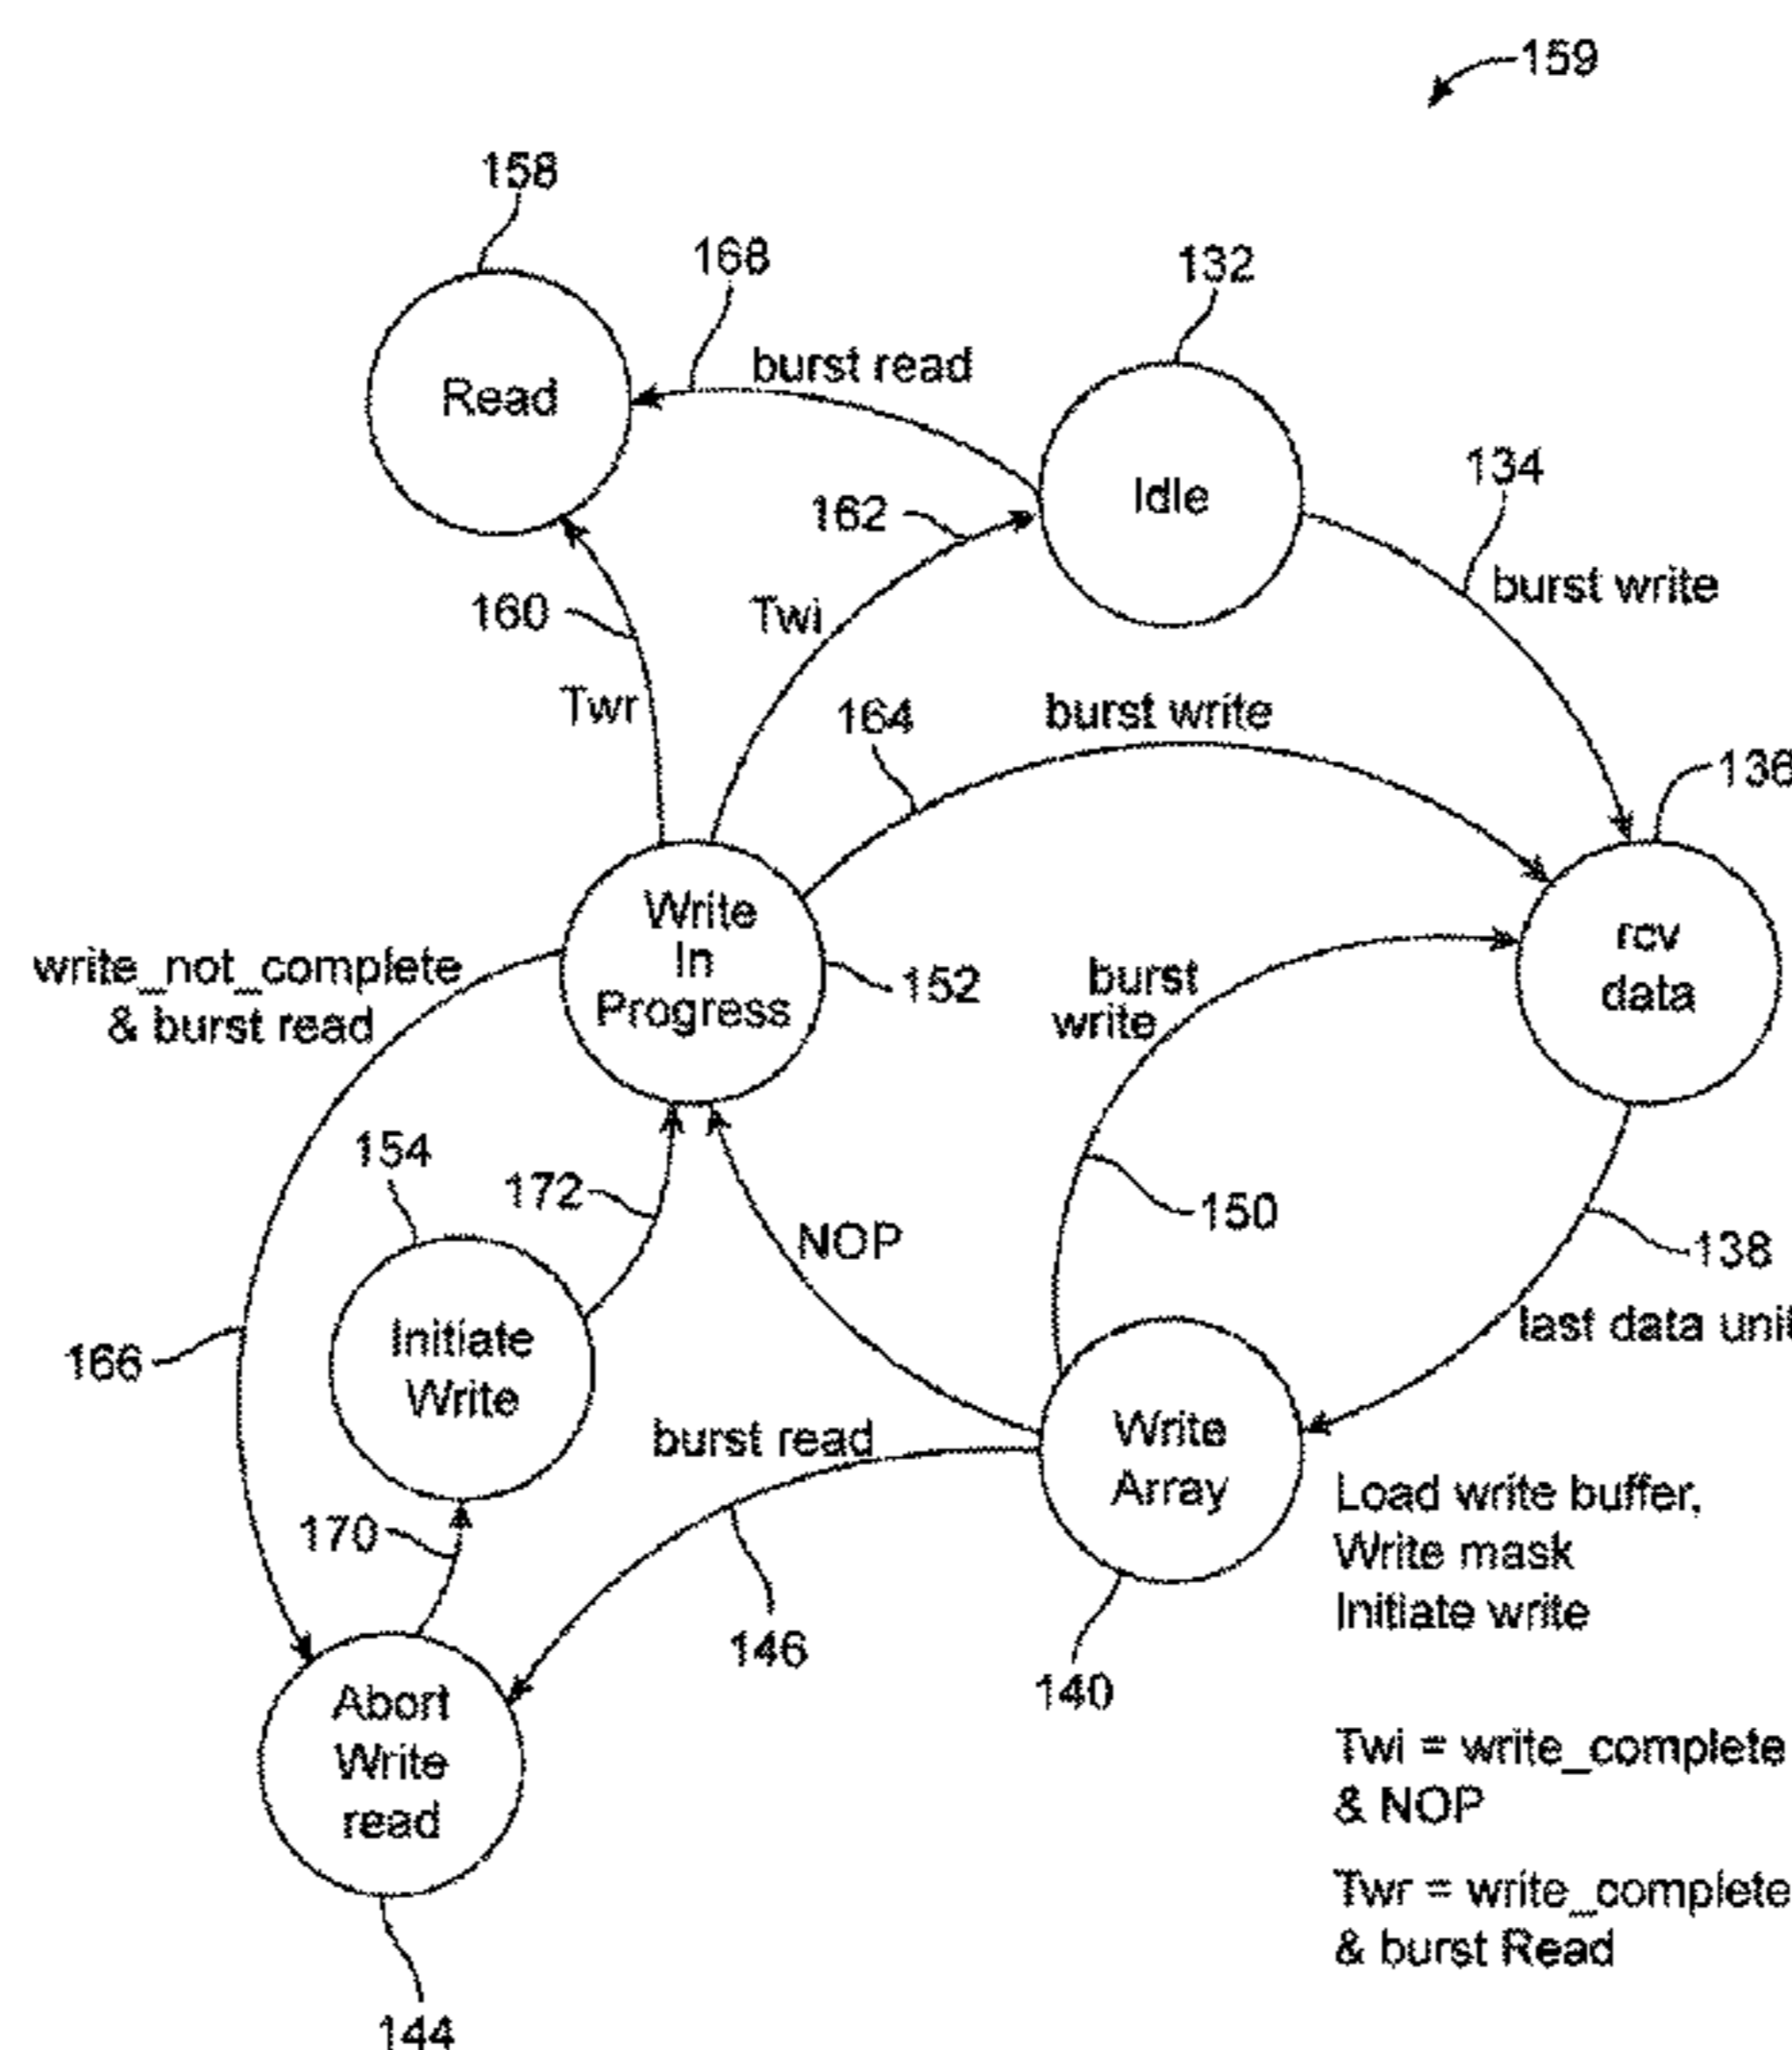 159
158
168
132
burst read
Read
134
Idle
162
burst write
160
Twi
Twr
164
burst write
136
Write
In
Progress
rcv
data
write_not_complete
& burst read
152
burst
write
154
172
150
NOP
138
Initiate
Write
last data unit
166
burst read
Write
Array
Load write buffer,
Write mask
Initiate write
170
146
140
Abort
Write
read
Twi = write_complete
& NOP
Twr = write_complete
& burst Read
144